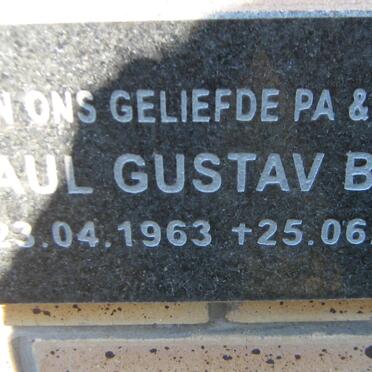 N ONS GELIEFDE PA &
AUL GUSTAV B
23.04.1963 +25.06.